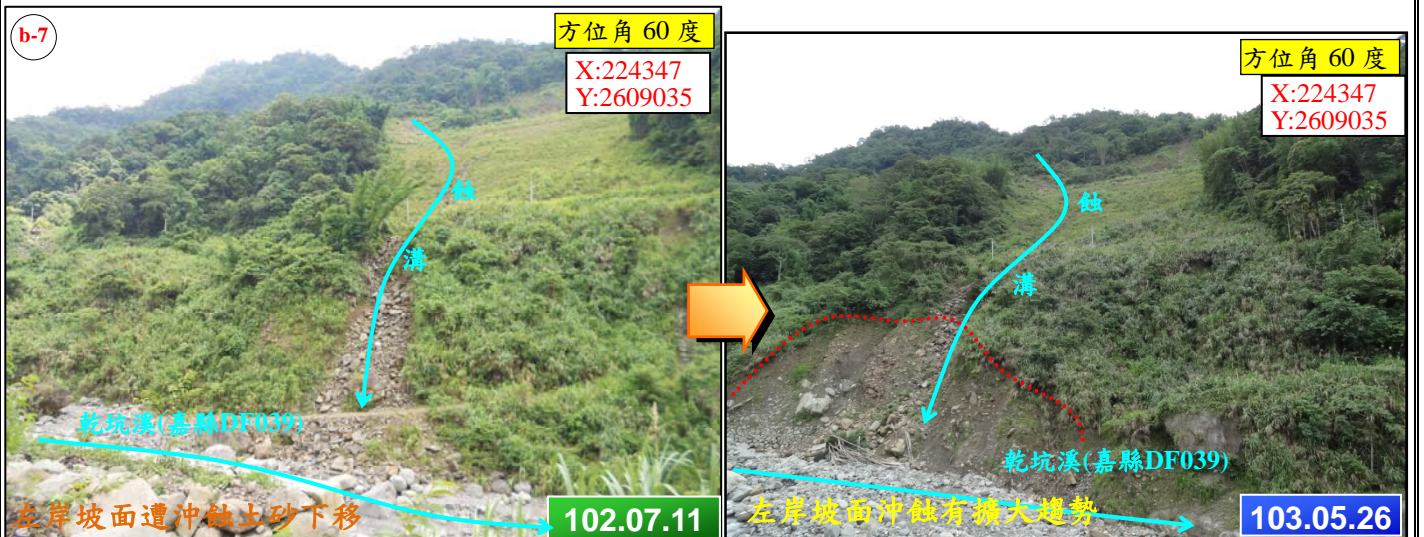 b-7
方位角 60 度
X:224347
Y:2609035
蝕
溝
乾坑溪(嘉縣DF039)
左岸坡面遭沖蝕土砂下移
102.07.11
方位角 60 度
X:224347
Y:2609035
蝕
溝
乾坑溪(嘉縣DF039)
左岸坡面沖蝕有擴大趨勢
103.05.26